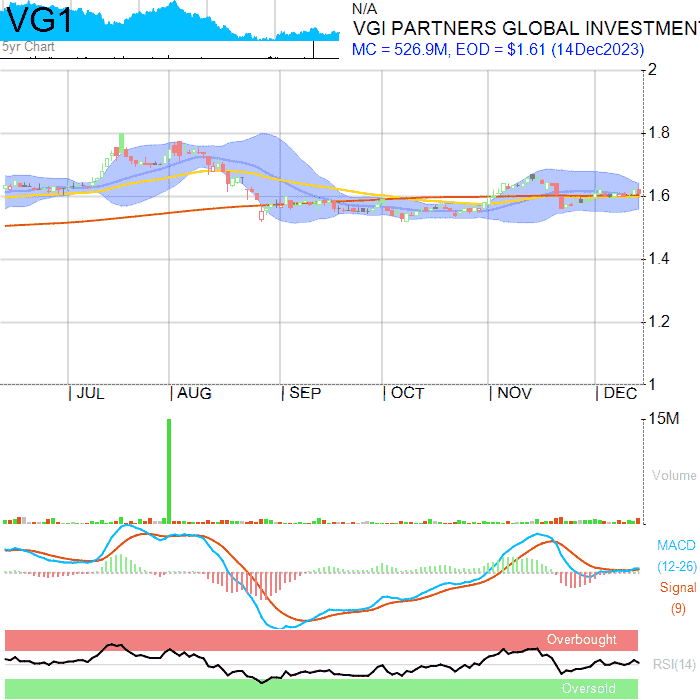 VG1
5yr Chart
N/A
VGI PARTNERS GLOBAL INVESTMEN
MC = 526.9M, EOD = $1.61 (14Dec2023)
2
1.8
1.6
1.4
1.2
1
JUL AUG SEP OCT NOV DEC
15M
Volume
MACD
(12-26)
Signal
(9)
Overbought
RSI(14)
Oversold